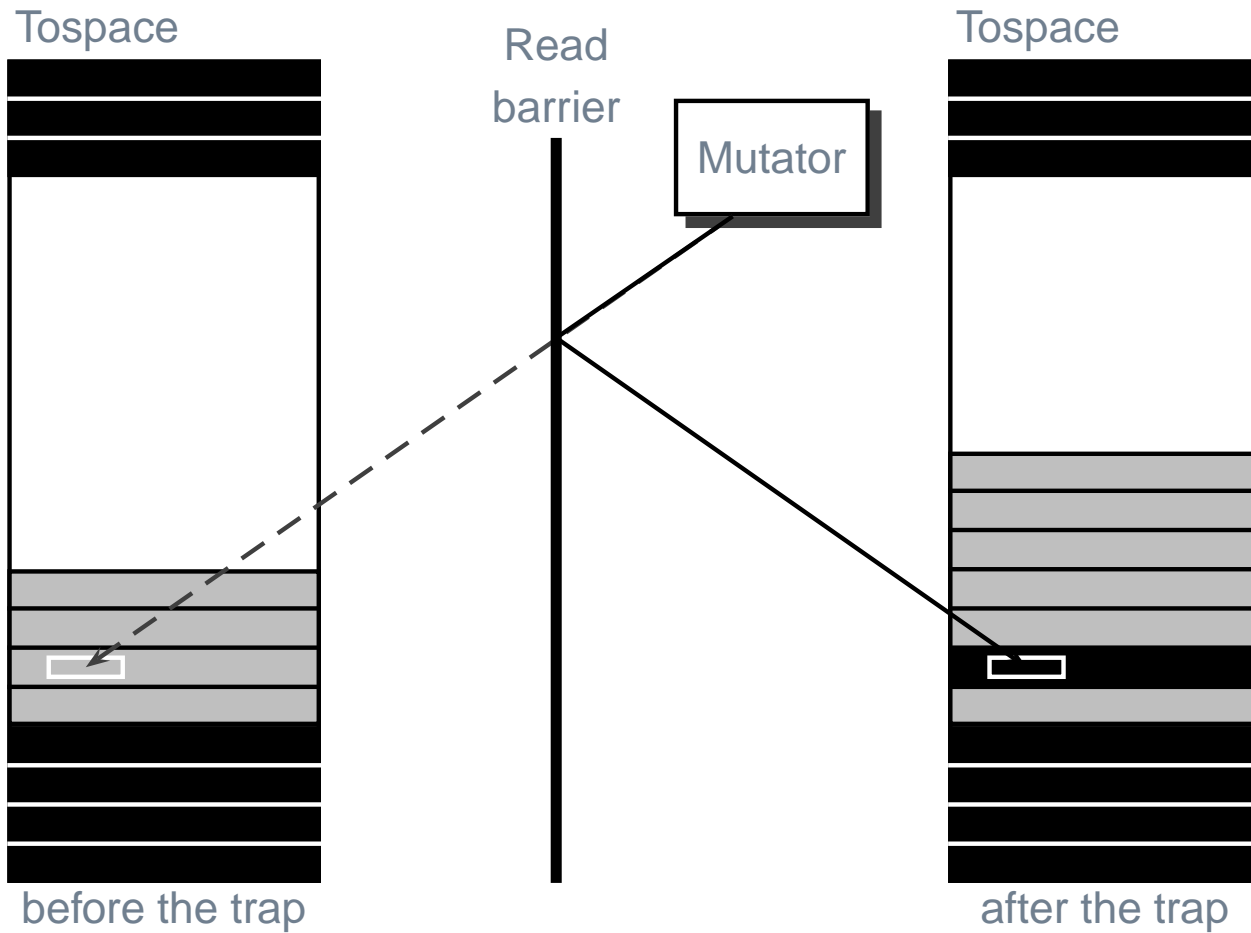 Tospace
Read
barrier
Mutator
Tospace
before the trap
after the trap